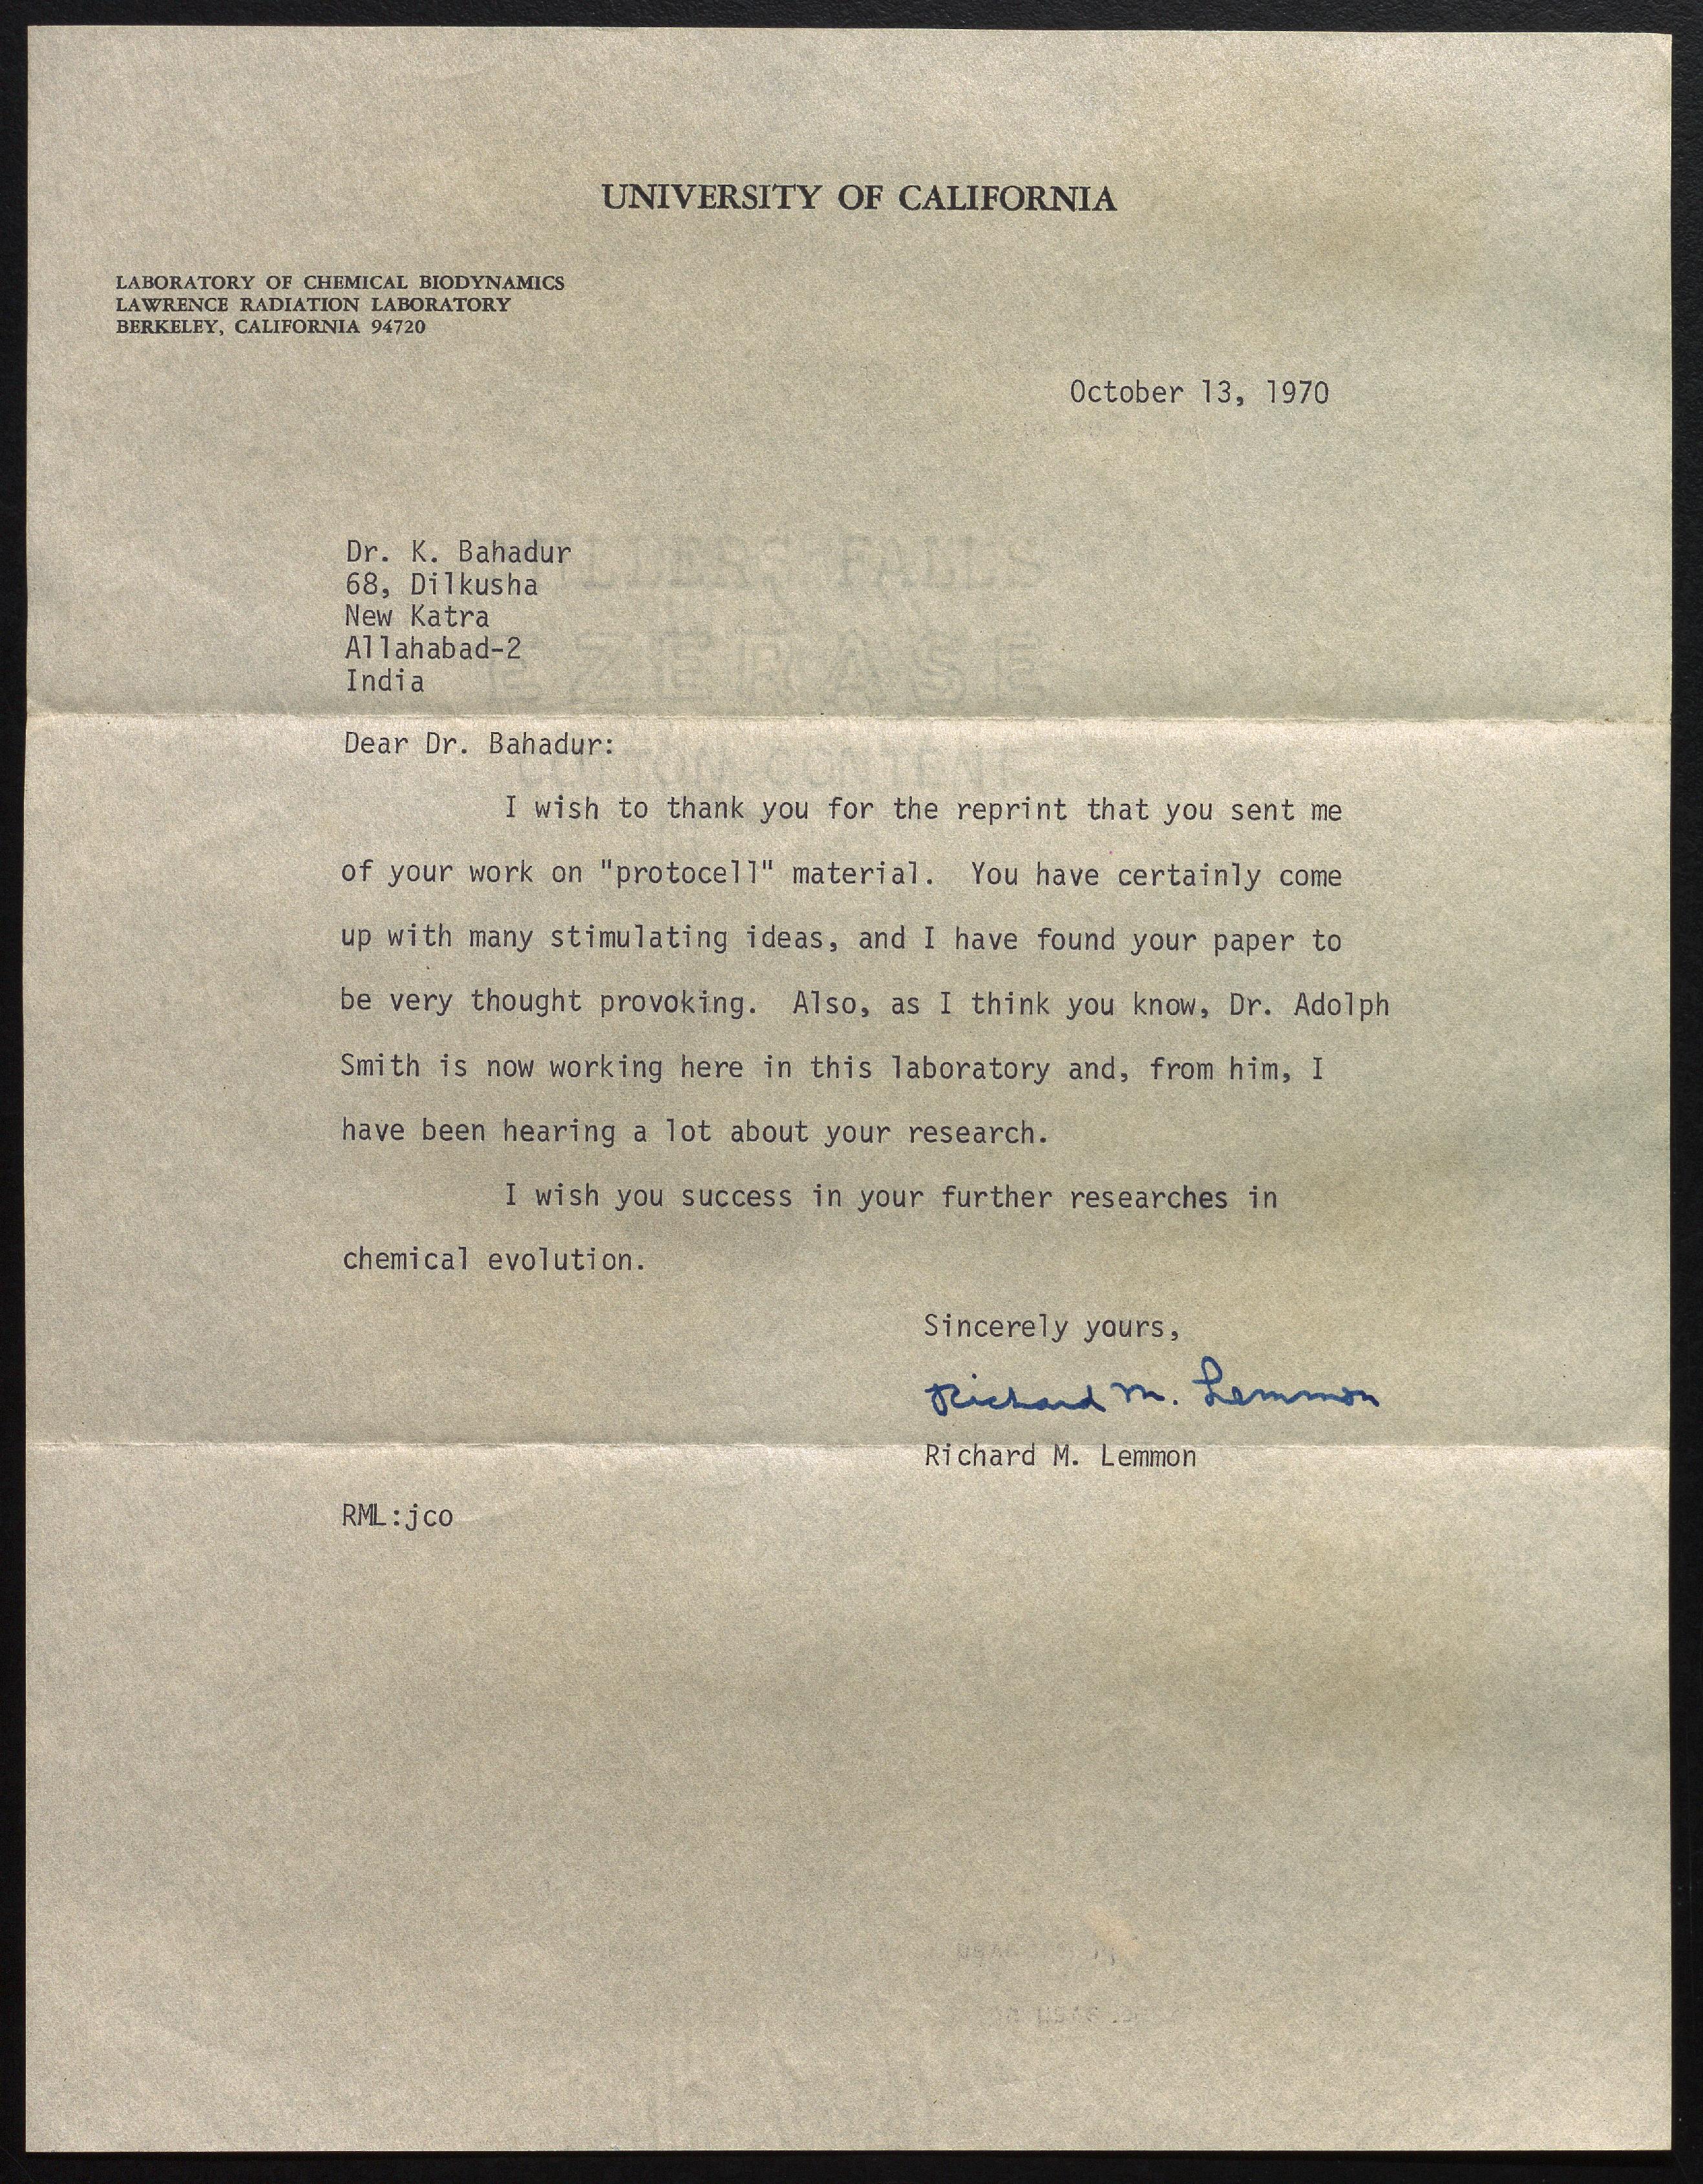 UNIVERSITY OF CALIFORNIA
LABORATORY OF CHEMICAL BIODYNAMICS
LAWRENCE RADIATION LABORATORY
BERKELEY, CALIFORNIA 94720
October 13, 1970
Dr. K. Bahadur
68, Dilkusha
New Katra
Allahabad-2
India
EZERASE
Dear Dr. Bahadur:
COTTON CONTENT
I wish to thank you for the reprint that you sent me
of your work on "protocell" material. You have certainly come
up with many stimulating ideas, and I have found your paper to
be very thought provoking. Also, as I think you know, Dr. Adolph
Smith is now working here in this laboratory and, from him, I
have been hearing a lot about your research.
I wish you success in your further researches in
chemical evolution.
Sincerely yours,
Richard M. Lemmon
Richard M. Lemmon
RML:jco